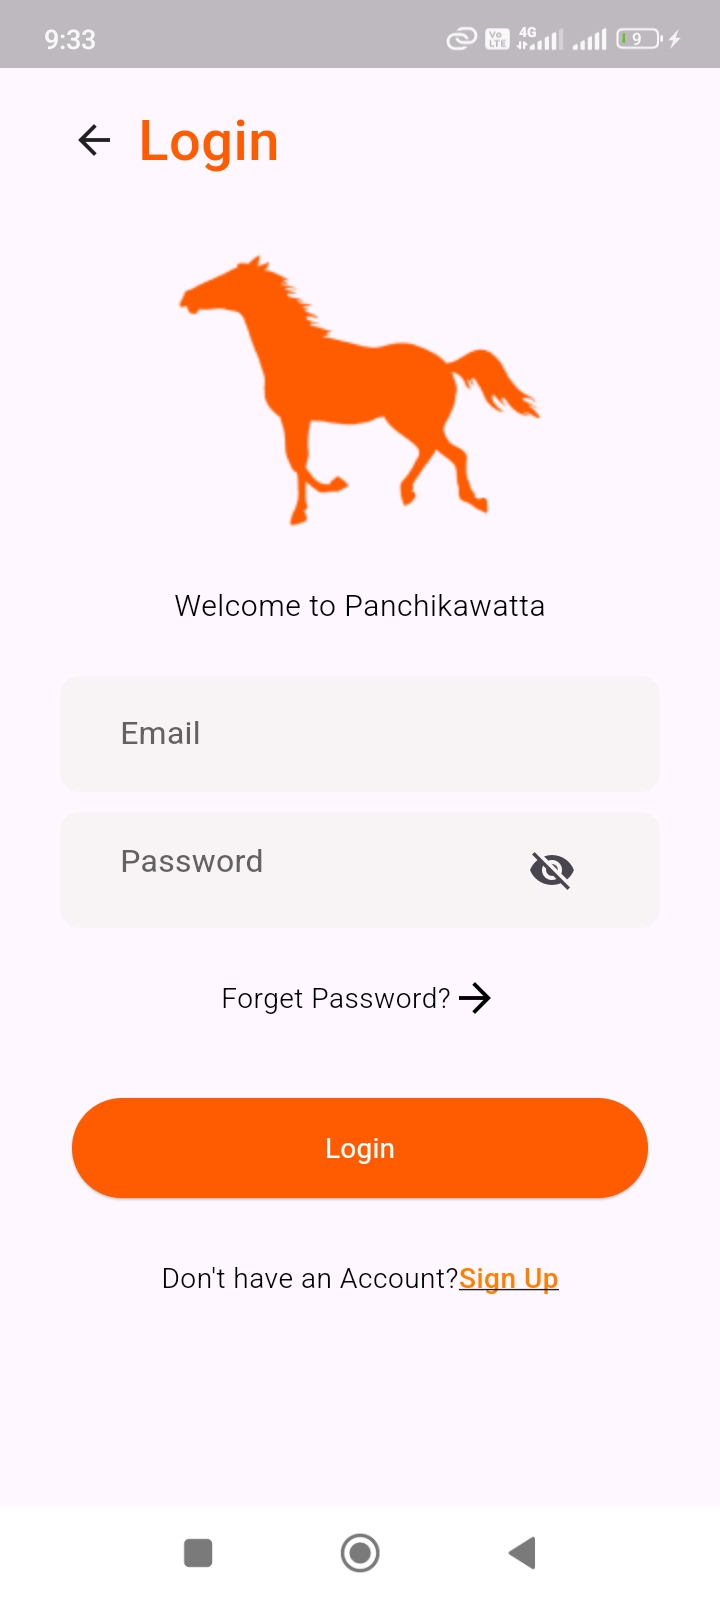 9:33
Vo LTE 4G 9
Login
Welcome to Panchikawatta
Email
Password
Forget Password?
Login
Don't have an Account?Sign Up